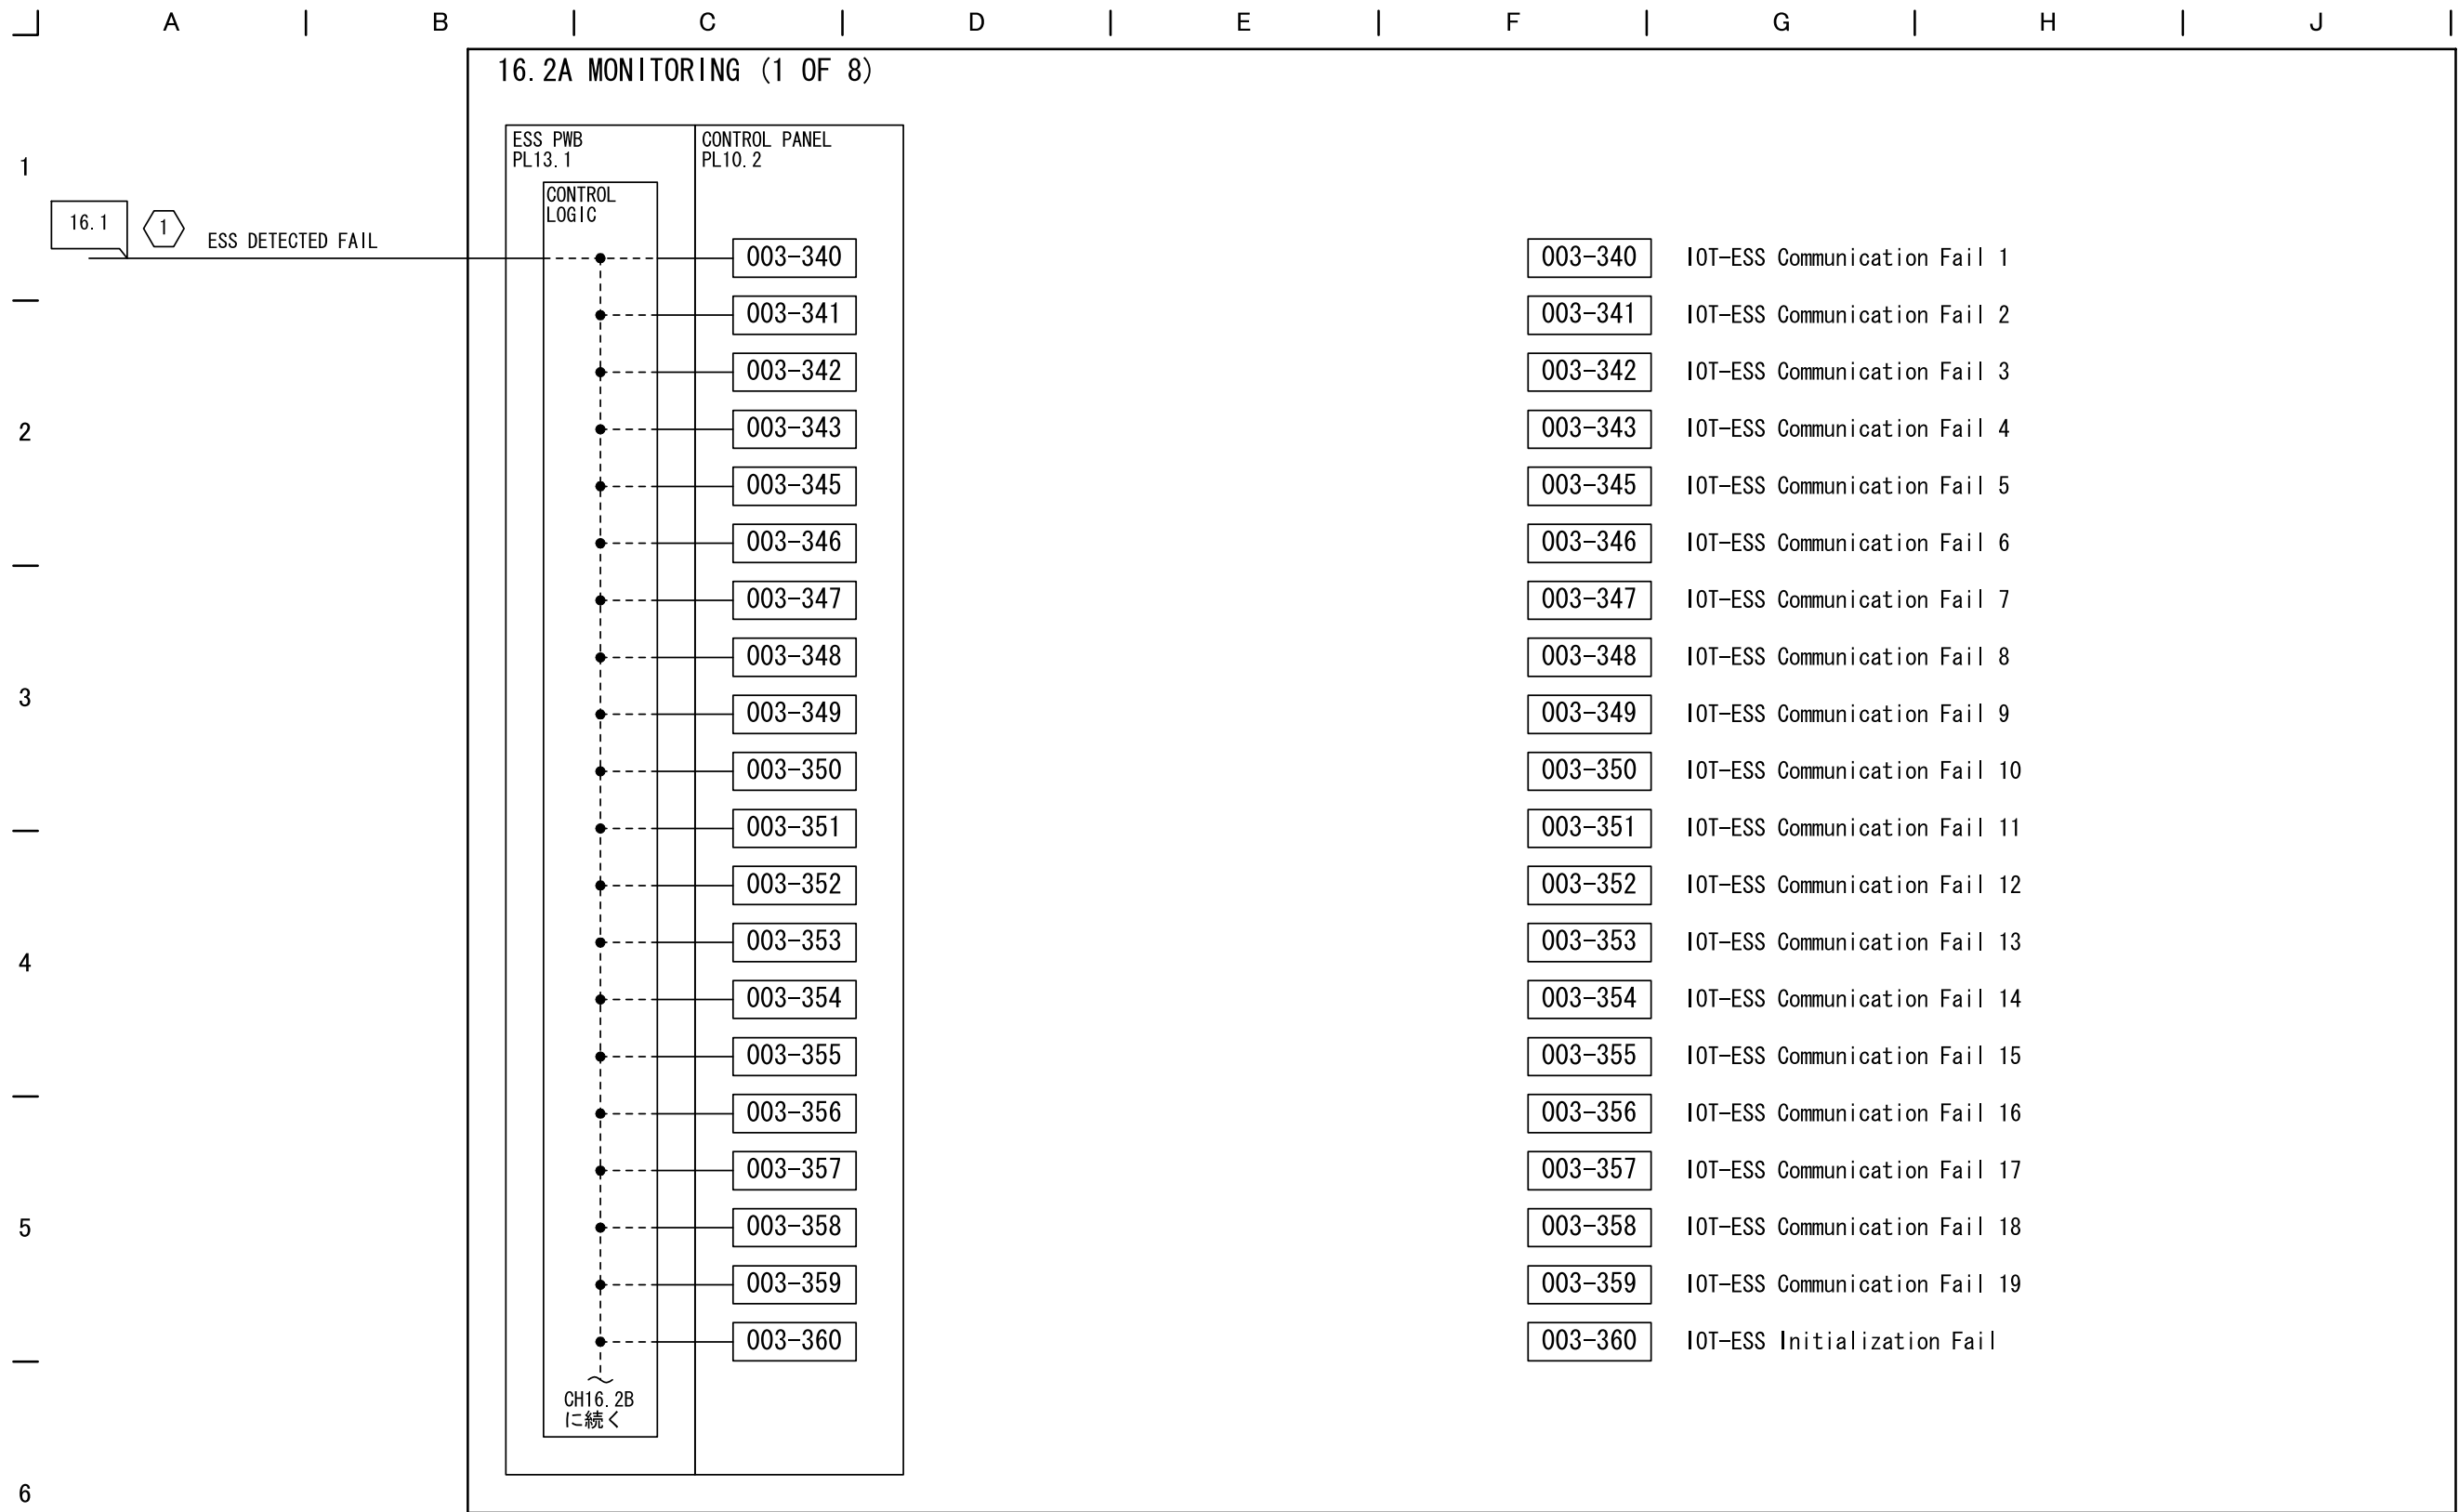 A B C D E F G H J
16.2A MONITORING (1 OF 8)
1
ESS PWB
PL13.1
CONTROL PANEL
PL10.2
CONTROL
LOGIC
16.1
1
ESS DETECTED FAIL
003-340 003-340 IOT-ESS Communication Fail 1
003-341 003-341 IOT-ESS Communication Fail 2
003-342 003-342 IOT-ESS Communication Fail 3
2
003-343 003-343 IOT-ESS Communication Fail 4
003-345 003-345 IOT-ESS Communication Fail 5
003-346 003-346 IOT-ESS Communication Fail 6
003-347 003-347 IOT-ESS Communication Fail 7
003-348 003-348 IOT-ESS Communication Fail 8
3
003-349 003-349 IOT-ESS Communication Fail 9
003-350 003-350 IOT-ESS Communication Fail 10
003-351 003-351 IOT-ESS Communication Fail 11
003-352 003-352 IOT-ESS Communication Fail 12
003-353 003-353 IOT-ESS Communication Fail 13
4
003-354 003-354 IOT-ESS Communication Fail 14
003-355 003-355 IOT-ESS Communication Fail 15
003-356 003-356 IOT-ESS Communication Fail 16
003-357 003-357 IOT-ESS Communication Fail 17
5
003-358 003-358 IOT-ESS Communication Fail 18
003-359 003-359 IOT-ESS Communication Fail 19
003-360 003-360 IOT-ESS Initialization Fail
CH16.2B
に続く
6